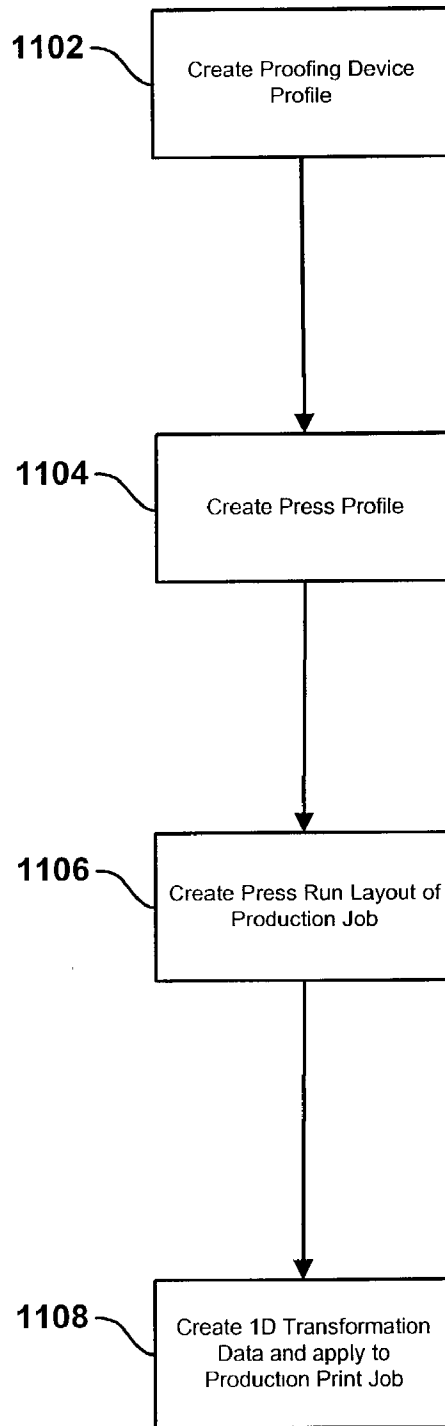 1102
Create Proofing Device
Profile
1104
Create Press Profile
1106
Create Press Run Layout of
Production Job
1108
Create 1D Transformation
Data and apply to
Production Print Job